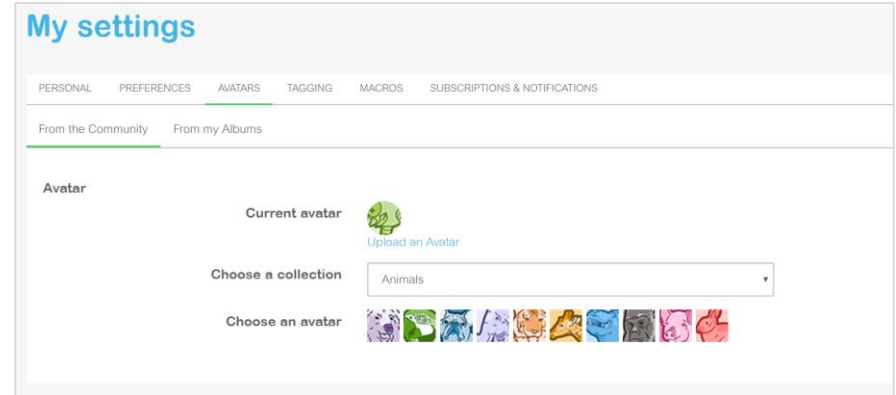 My settings
PERSONAL PREFERENCES AVATARS TAGGING MACROS SUBSCRIPTIONS & NOTIFICATIONS
From the Community From my Albums
Avatar
Current avatar
Upload an Avatar
Choose a collection Animals
Choose an avatar